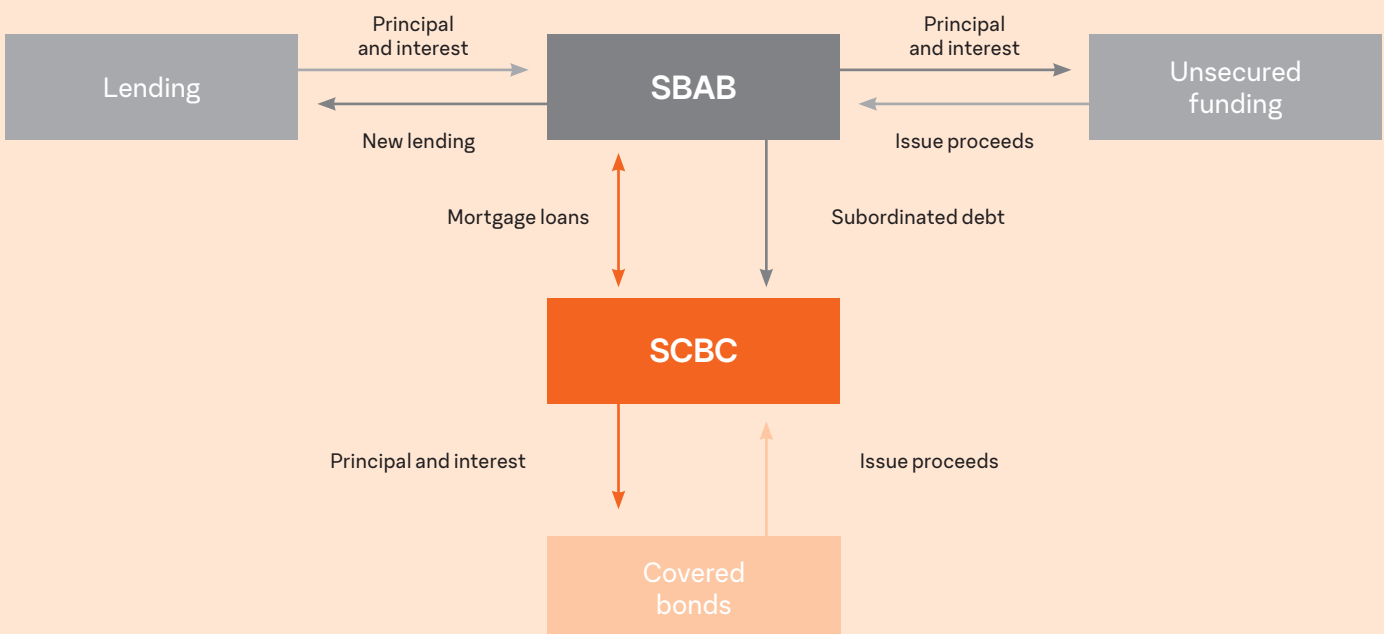 Principal
and interest
Principal
and interest
Lending
SBAB
Unsecured
funding
New lending
Issue proceeds
Mortgage loans
Subordinated debt
SCBC
Principal and interest
Issue proceeds
Covered
bonds